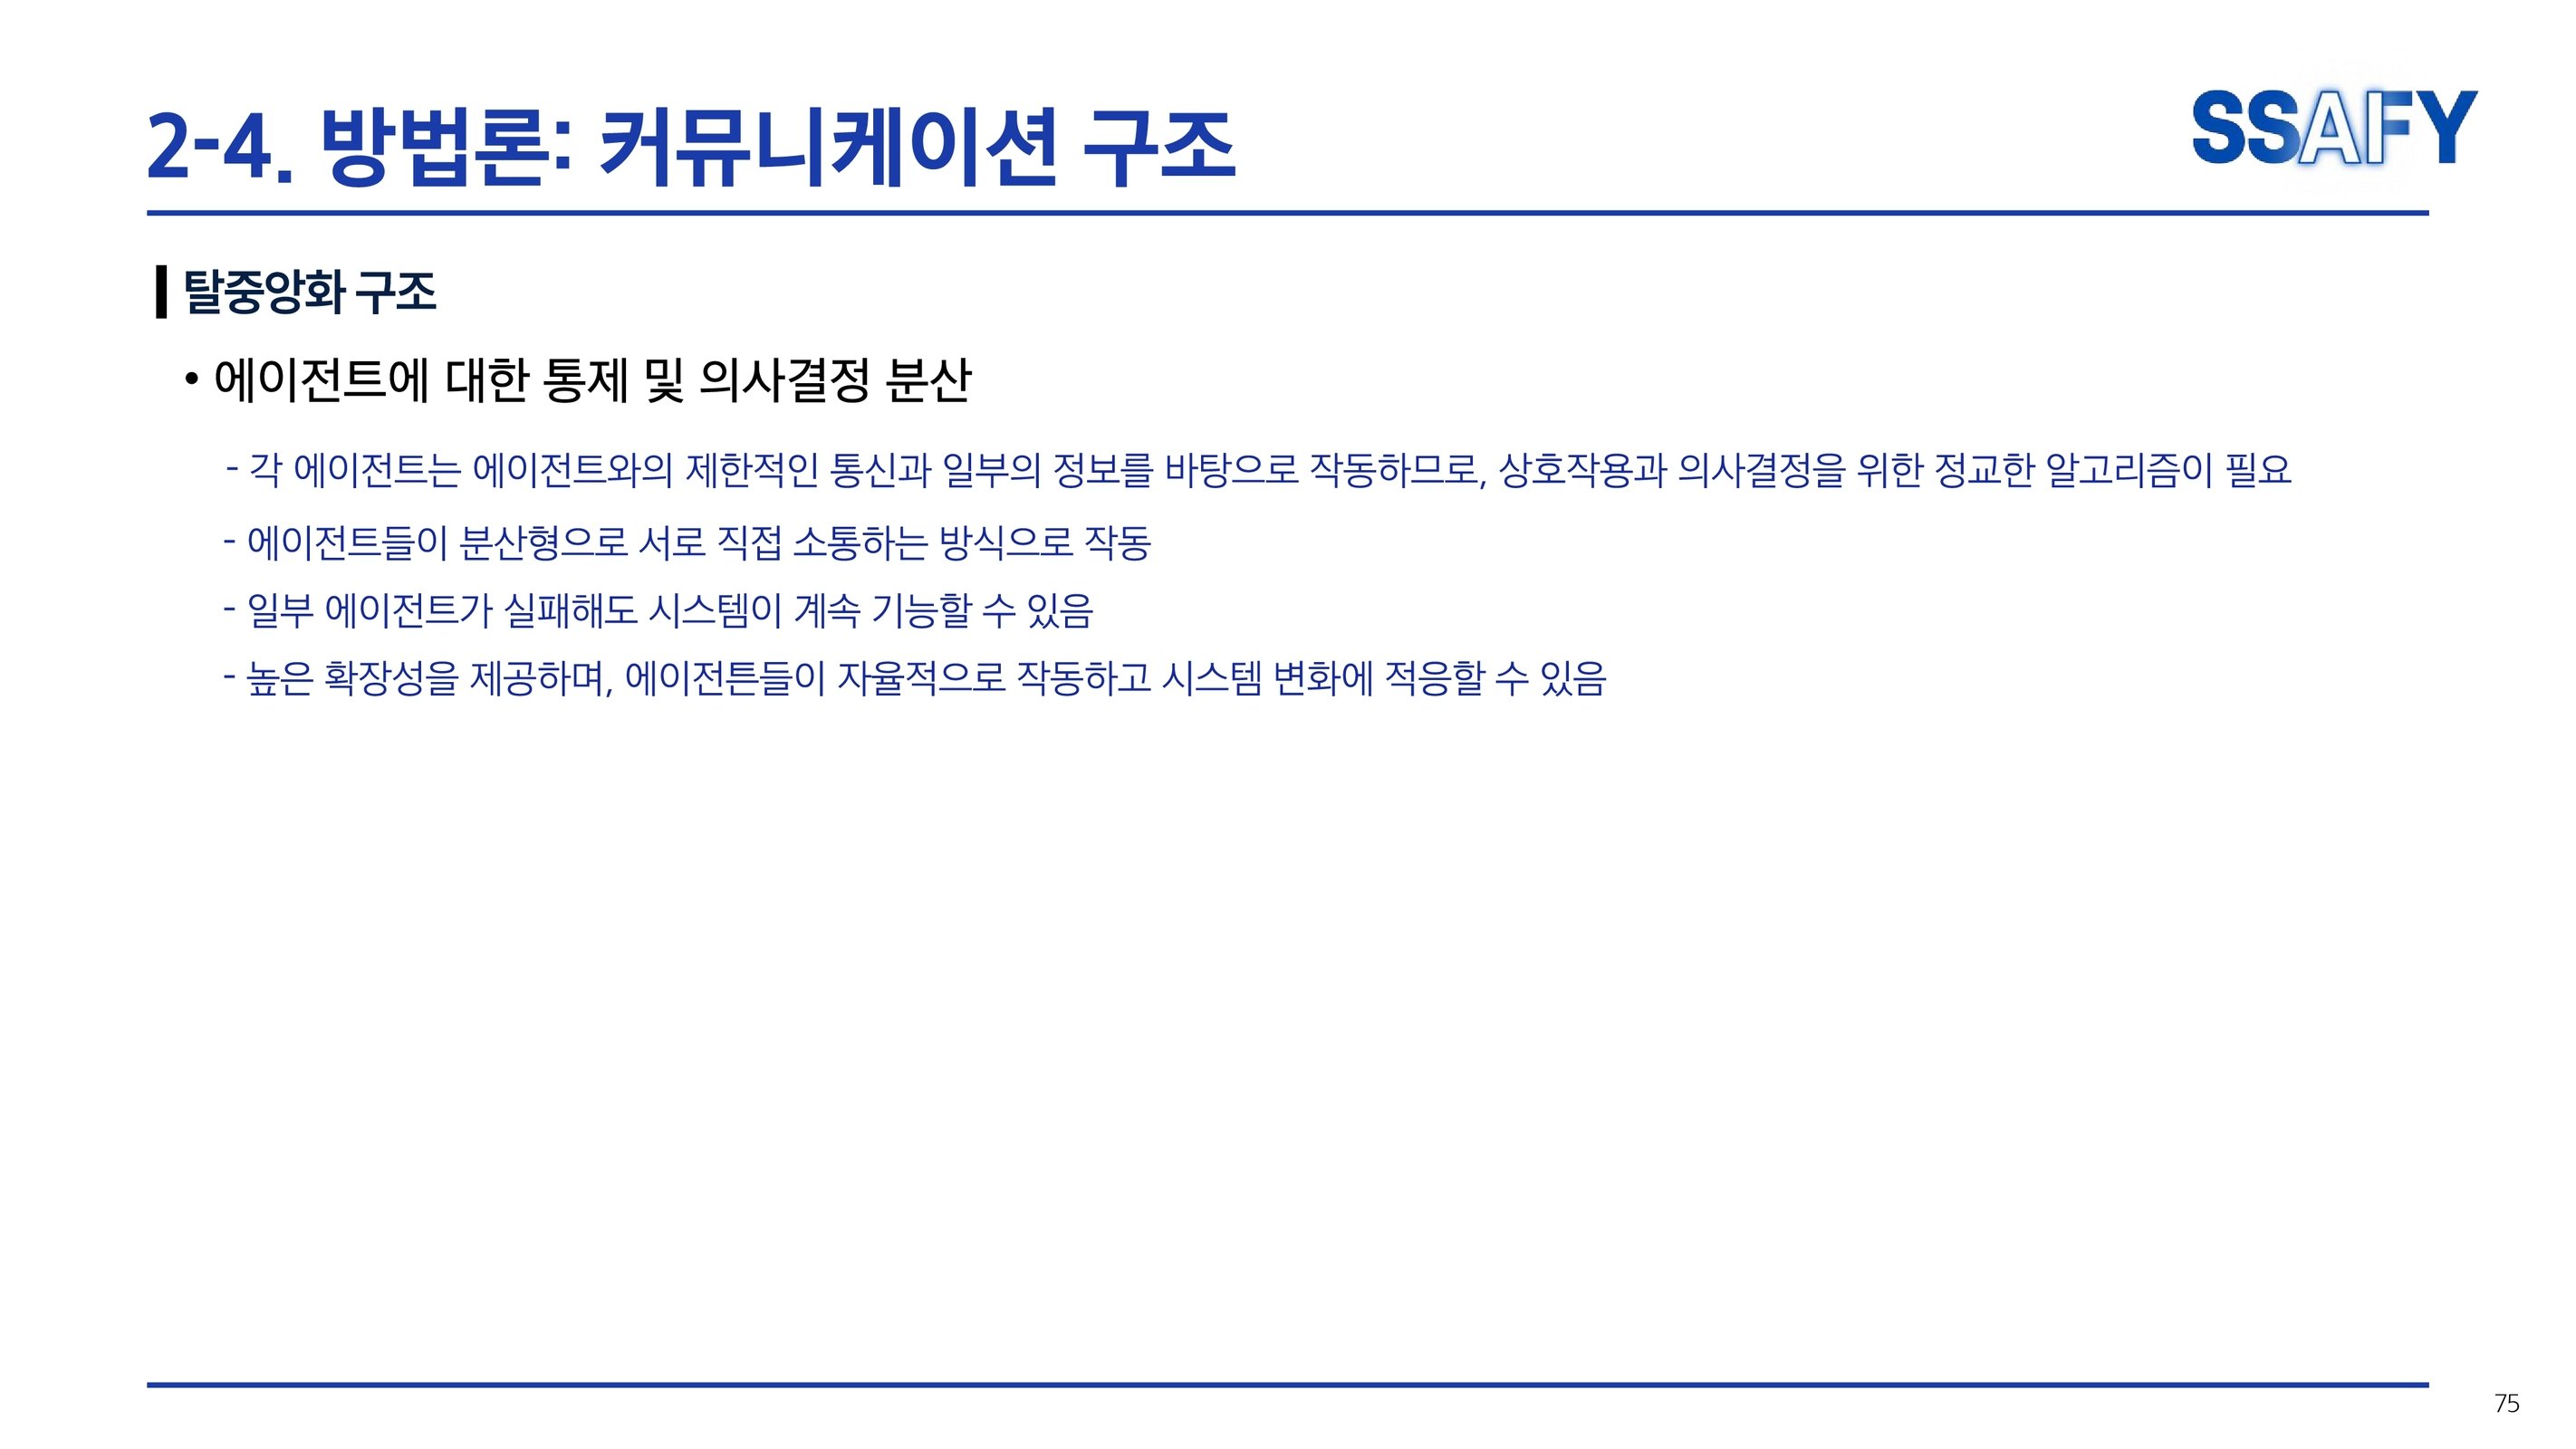 2-4. 방법론: 커뮤니케이션 구조
SSAFY
탈중앙화 구조
• 에이전트에 대한 통제 및 의사결정 분산
- 각 에이전트는 에이전트와의 제한적인 통신과 일부의 정보를 바탕으로 작동하므로, 상호작용과 의사결정을 위한 정교한 알고리즘이 필요
- 에이전트들이 분산형으로 서로 직접 소통하는 방식으로 작동
- 일부 에이전트가 실패해도 시스템이 계속 기능할 수 있음
- 높은 확장성을 제공하며, 에이전튼들이 자율적으로 작동하고 시스템 변화에 적응할 수 있음
75